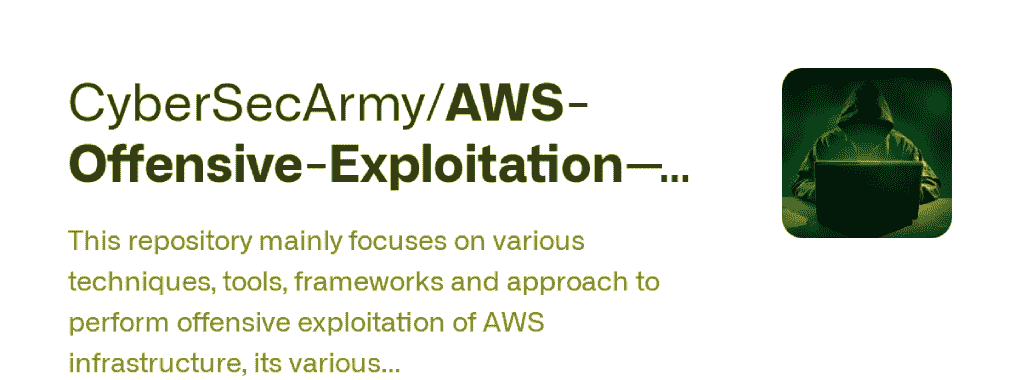 CyberSecArmy/AWS-
Offensive-Exploitation—...
This repository mainly focuses on various
techniques, tools, frameworks and approach to
perform offensive exploitation of AWS
infrastructure, its various...